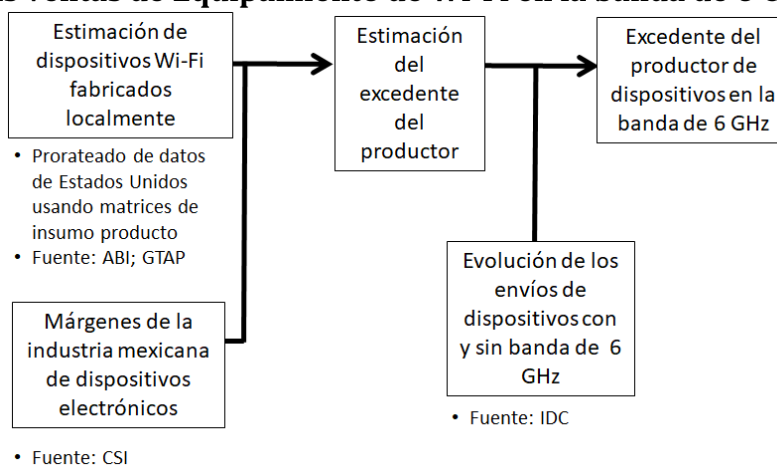 Estimación de
dispositivos Wi-Fi
fabricados
localmente
• Prorateado de datos
de Estados Unidos
usando matrices de
insumo producto
• Fuente: ABI; GTAP
Márgenes de la
industria mexicana
de dispositivos
electrónicos
• Fuente: CSI
Estimación
del
excedente
del
productor
Evolución de los
envíos de
dispositivos con
y sin banda de 6
GHz
• Fuente: IDC
Excedente del
productor de
dispositivos en la
banda de 6 GHz